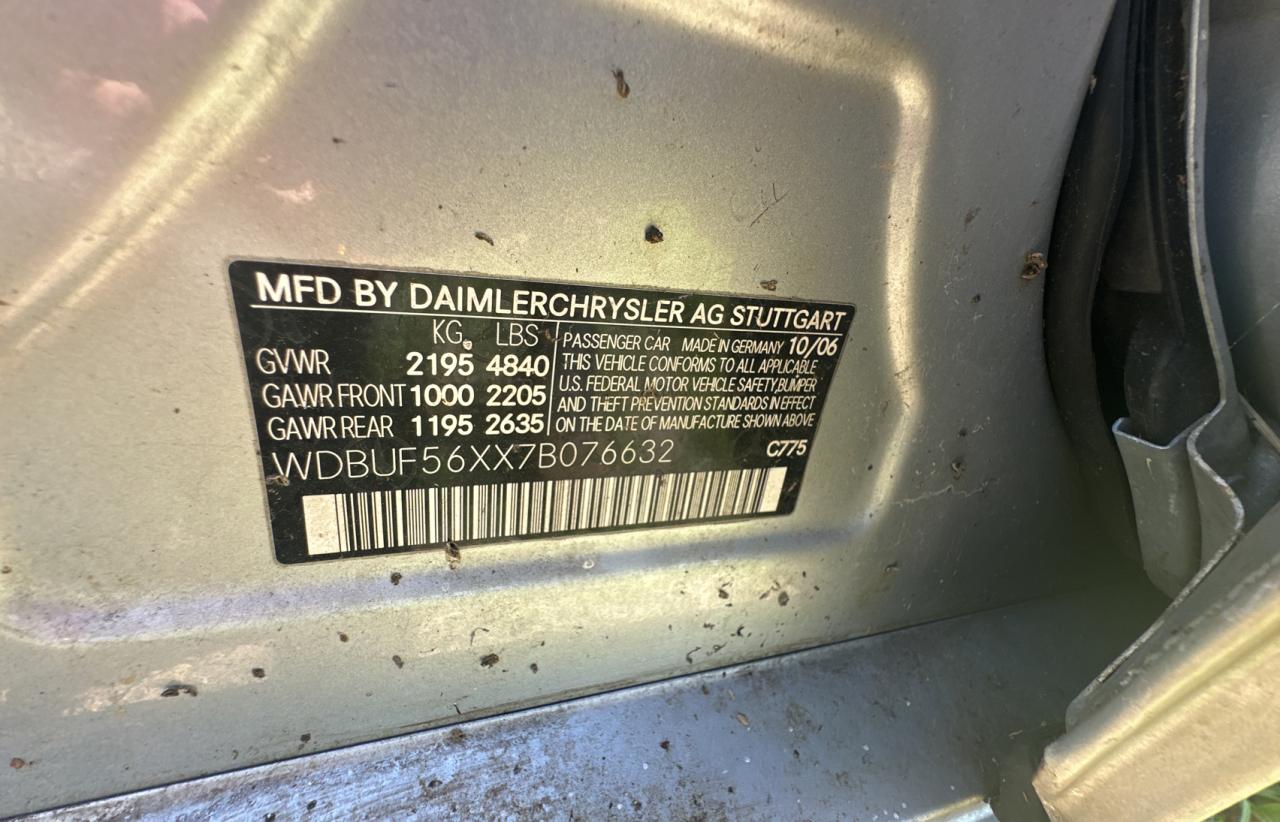 MFD BY DAIMLERCHRYSLER AG STUTTGART
KG LBS
GVWR 2195 4840
GAWR FRONT 1000 2205
GAWR REAR 1195 2635
PASSENGER CAR MADE IN GERMANY 10/06
THIS VEHICLE CONFORMS TO ALL APPLICABLE
U.S. FEDERAL MOTOR VEHICLE SAFETY,BUMPER
AND THEFT PREVENTION STANDARDS IN EFFECT
ON THE DATE OF MANUFACTURE SHOWN ABOVE
WDBUF56XX7B076632 C775